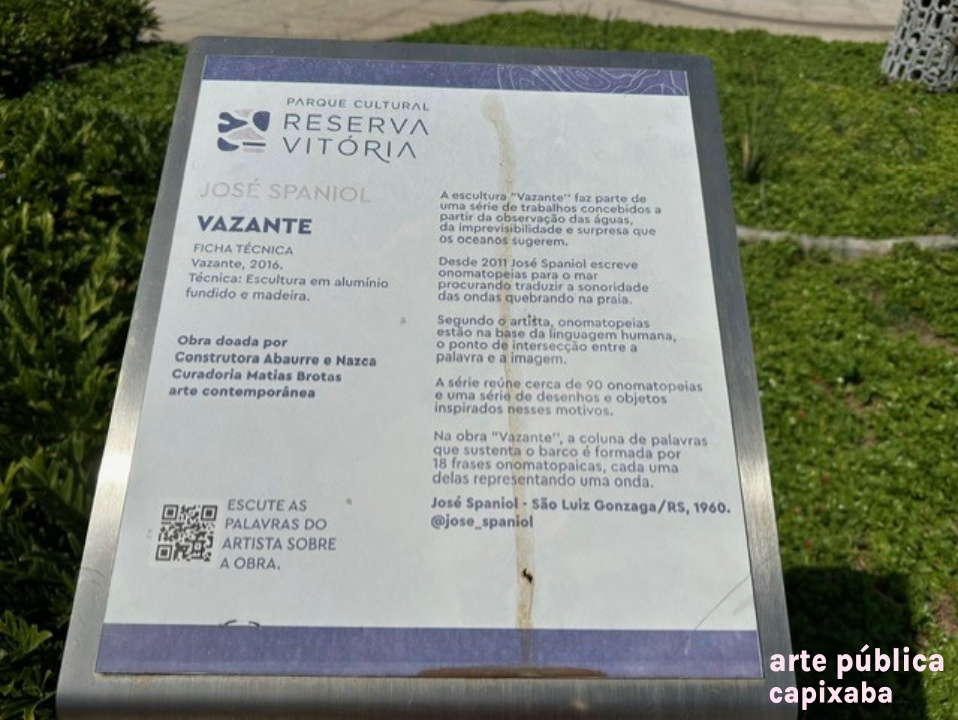 PARQUE CULTURAL
RESERVA
VITÓRIA
JOSÉ SPANIOL
VAZANTE
FICHA TÉCNICA
Vazante, 2016.
Técnica: Escultura em alumínio
fundido e madeira.
Obra doada por
Construtora Abaurre e Nazca
Curadoria Matias Brotas
arte contemporânea
ESCUTE AS
PALAVRAS DO
ARTISTA SOBRE
A OBRA.
A escultura "Vazante" faz parte de
uma série de trabalhos concebidos a
partir da observação das águas,
da imprevisibilidade e surpresa que
os oceanos sugerem.
Desde 2011 José Spaniol escreve
onomatopeias para o mar
procurando traduzir a sonoridade
das ondas quebrando na praia.
Segundo o artista, onomatopeias
estão na base da linguagem humana,
o ponto de intersecção entre a
palavra e a imagem.
A série reúne cerca de 90 onomatopeias
e uma série de desenhos e objetos
inspirados nesses motivos.
Na obra "Vazante", a coluna de palavras
que sustenta o barco é formada por
18 frases onomatopaicas, cada uma
delas representando uma onda.
José Spaniol - São Luiz Gonzaga/RS, 1960.
@jose_spaniol
arte pública
capixaba